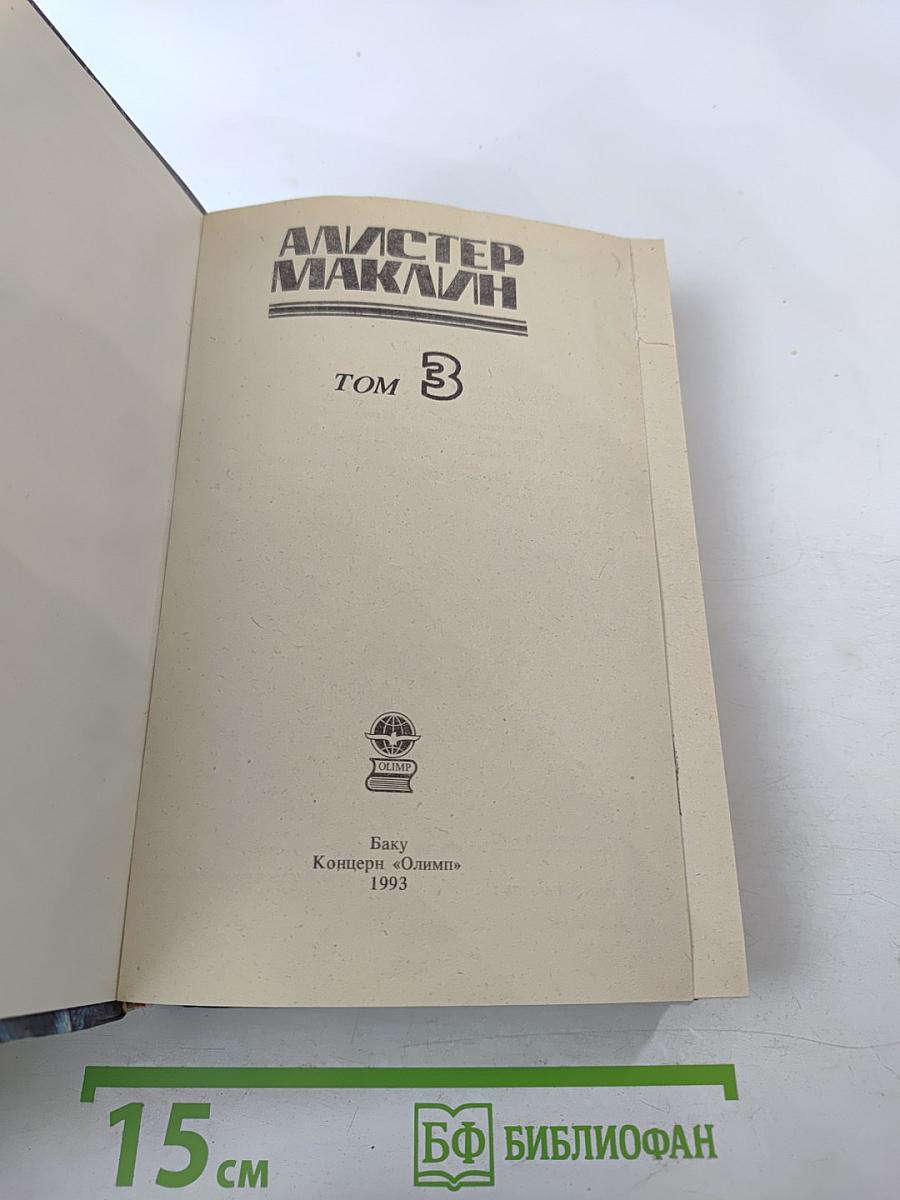 АЛИСТЕР
МАКЛИН
ТОМ 3
OLIMP
Баку
Концерн «Олимп»
1993
15 см
БФ БИБЛИОФАН